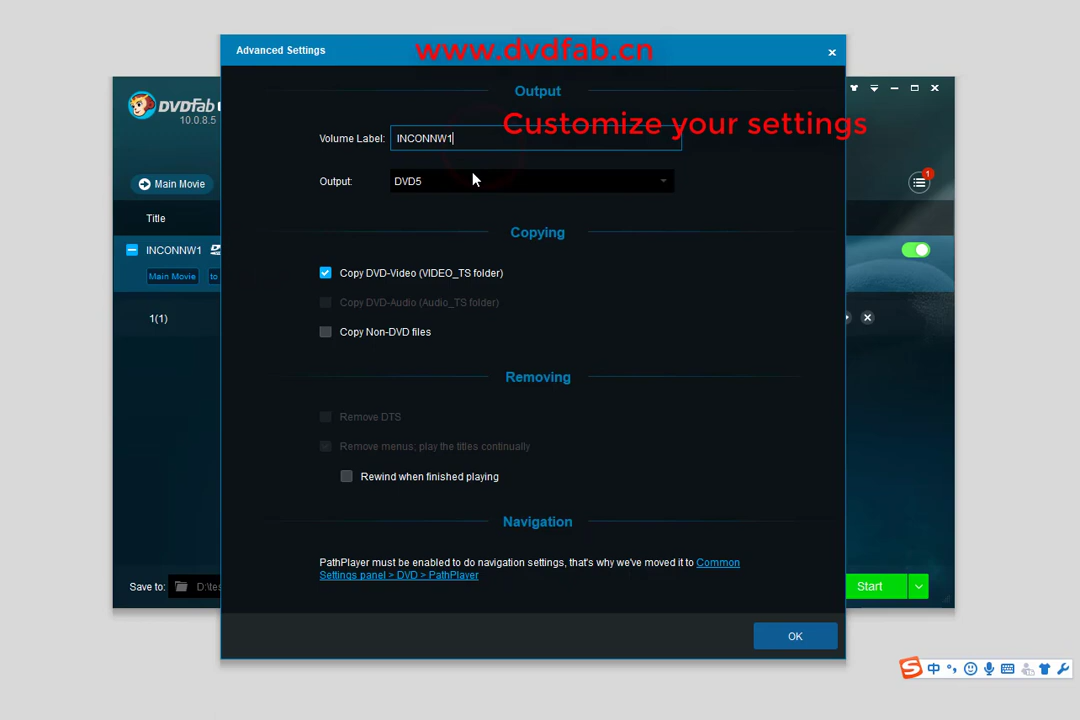 Advanced Settings
www.dvdfab.cn
Output
DVDFab
10.0.8.5
Customize your settings
Volume Label:
INCONNW1
Main Movie
Output:
DVD5
1
Title
Copying
INCONNW1
Main Movie
to
Copy DVD-Video (VIDEO_TS folder)
Copy DVD-Audio (Audio_TS folder)
1(1)
Copy Non-DVD files
Removing
Remove DTS
Remove menus; play the titles continually
Rewind when finished playing
Navigation
PathPlayer must be enabled to do navigation settings, that's why we've moved it to Common
Settings panel > DVD > PathPlayer
Save to:
D:\tes
Start
OK
S 中